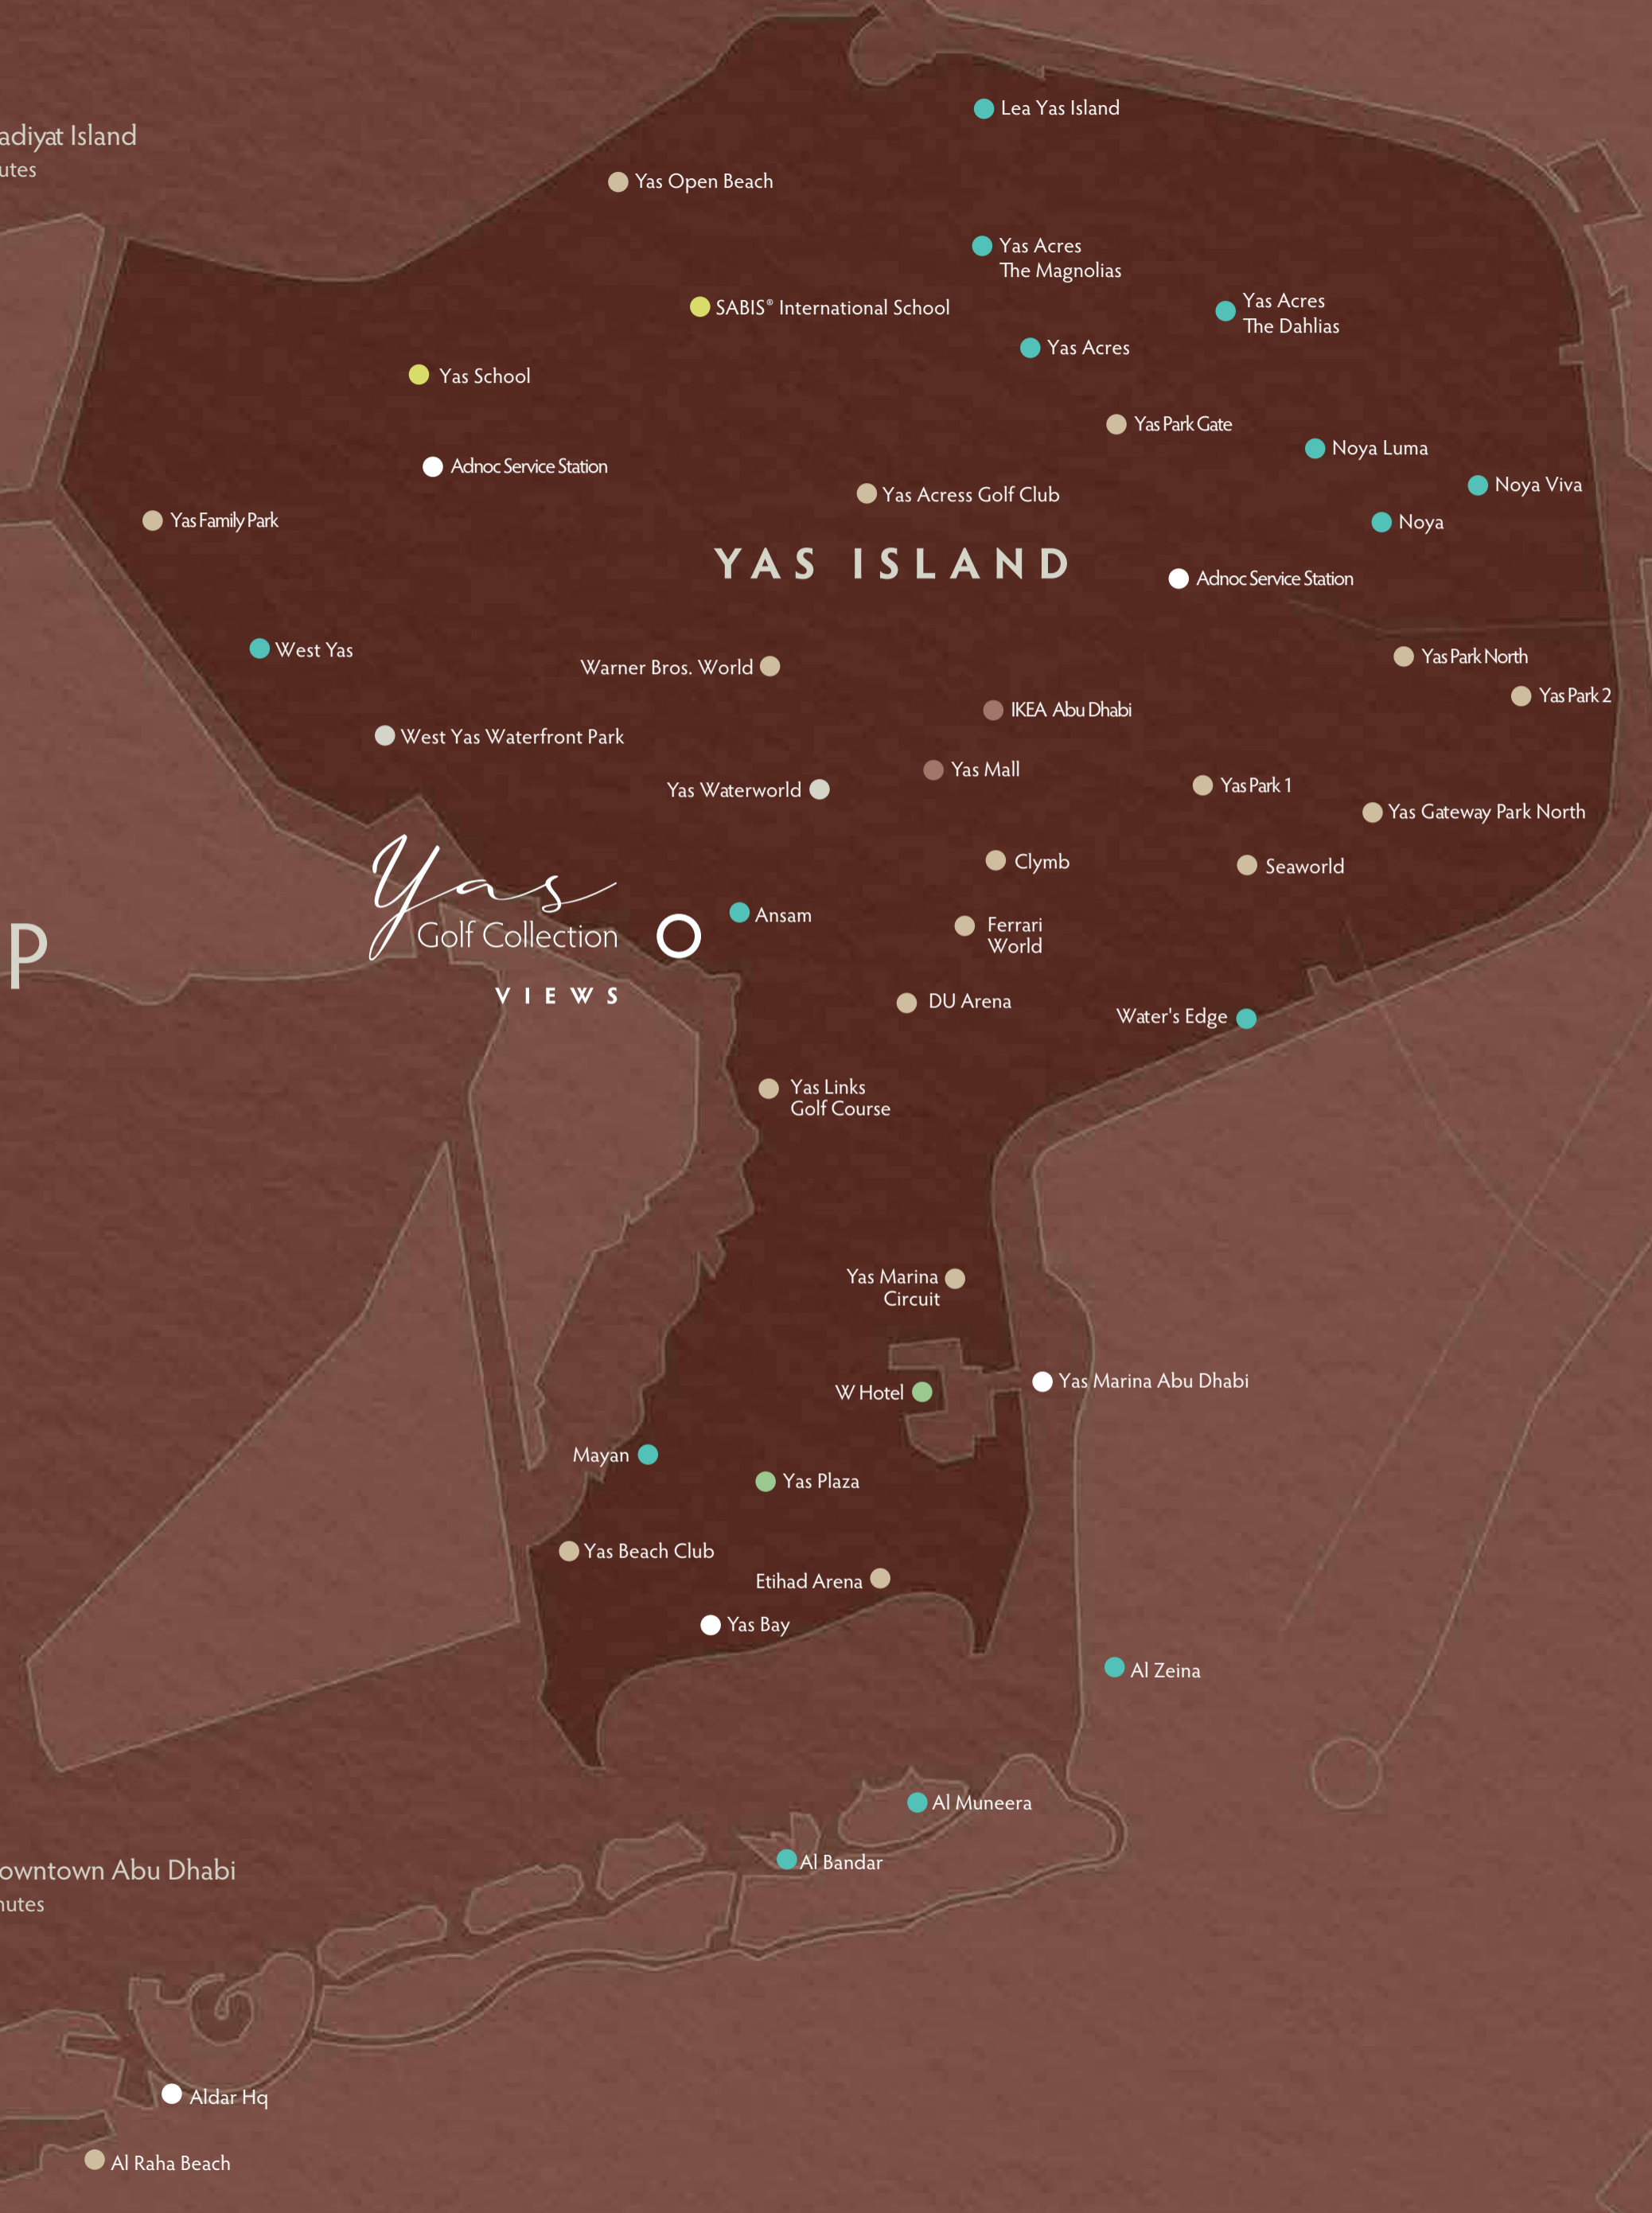 Lea Yas Island
adiyat Island
utes
Yas Open Beach
Yas Acres
The Magnolias
SABIS® International School
Yas Acres
The Dahlias
Yas Acres
Yas School
Yas Park Gate
Noya Luma
Adnoc Service Station
Noya Viva
Yas Acress Golf Club
Yas Family Park
Noya
YAS ISLAND
Adnoc Service Station
West Yas
Yas Park North
Warner Bros. World
Yas Park 2
IKEA Abu Dhabi
West Yas Waterfront Park
Yas Mall
Yas Waterworld
Yas Park 1
Yas Gateway Park North
Clymb
Seaworld
Yas
Golf Collection
VIEWS
Ansam
Ferrari
World
P
DU Arena
Water's Edge
Yas Links
Golf Course
Yas Marina
Circuit
Yas Marina Abu Dhabi
W Hotel
Mayan
Yas Plaza
Yas Beach Club
Etihad Arena
Yas Bay
Al Zeina
Al Muneera
Al Bandar
owntown Abu Dhabi
nutes
Aldar Hq
Al Raha Beach